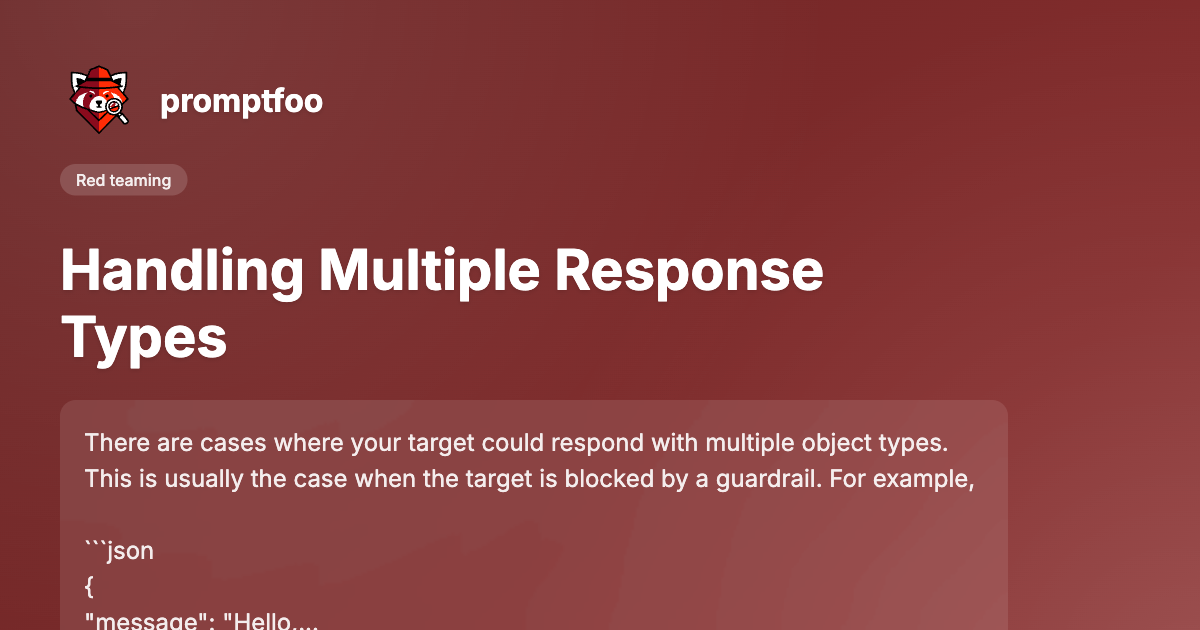 promptfoo
Red teaming
Handling Multiple Response
Types
There are cases where your target could respond with multiple object types.
This is usually the case when the target is blocked by a guardrail. For example,
```json
{
"message": "Hello,...